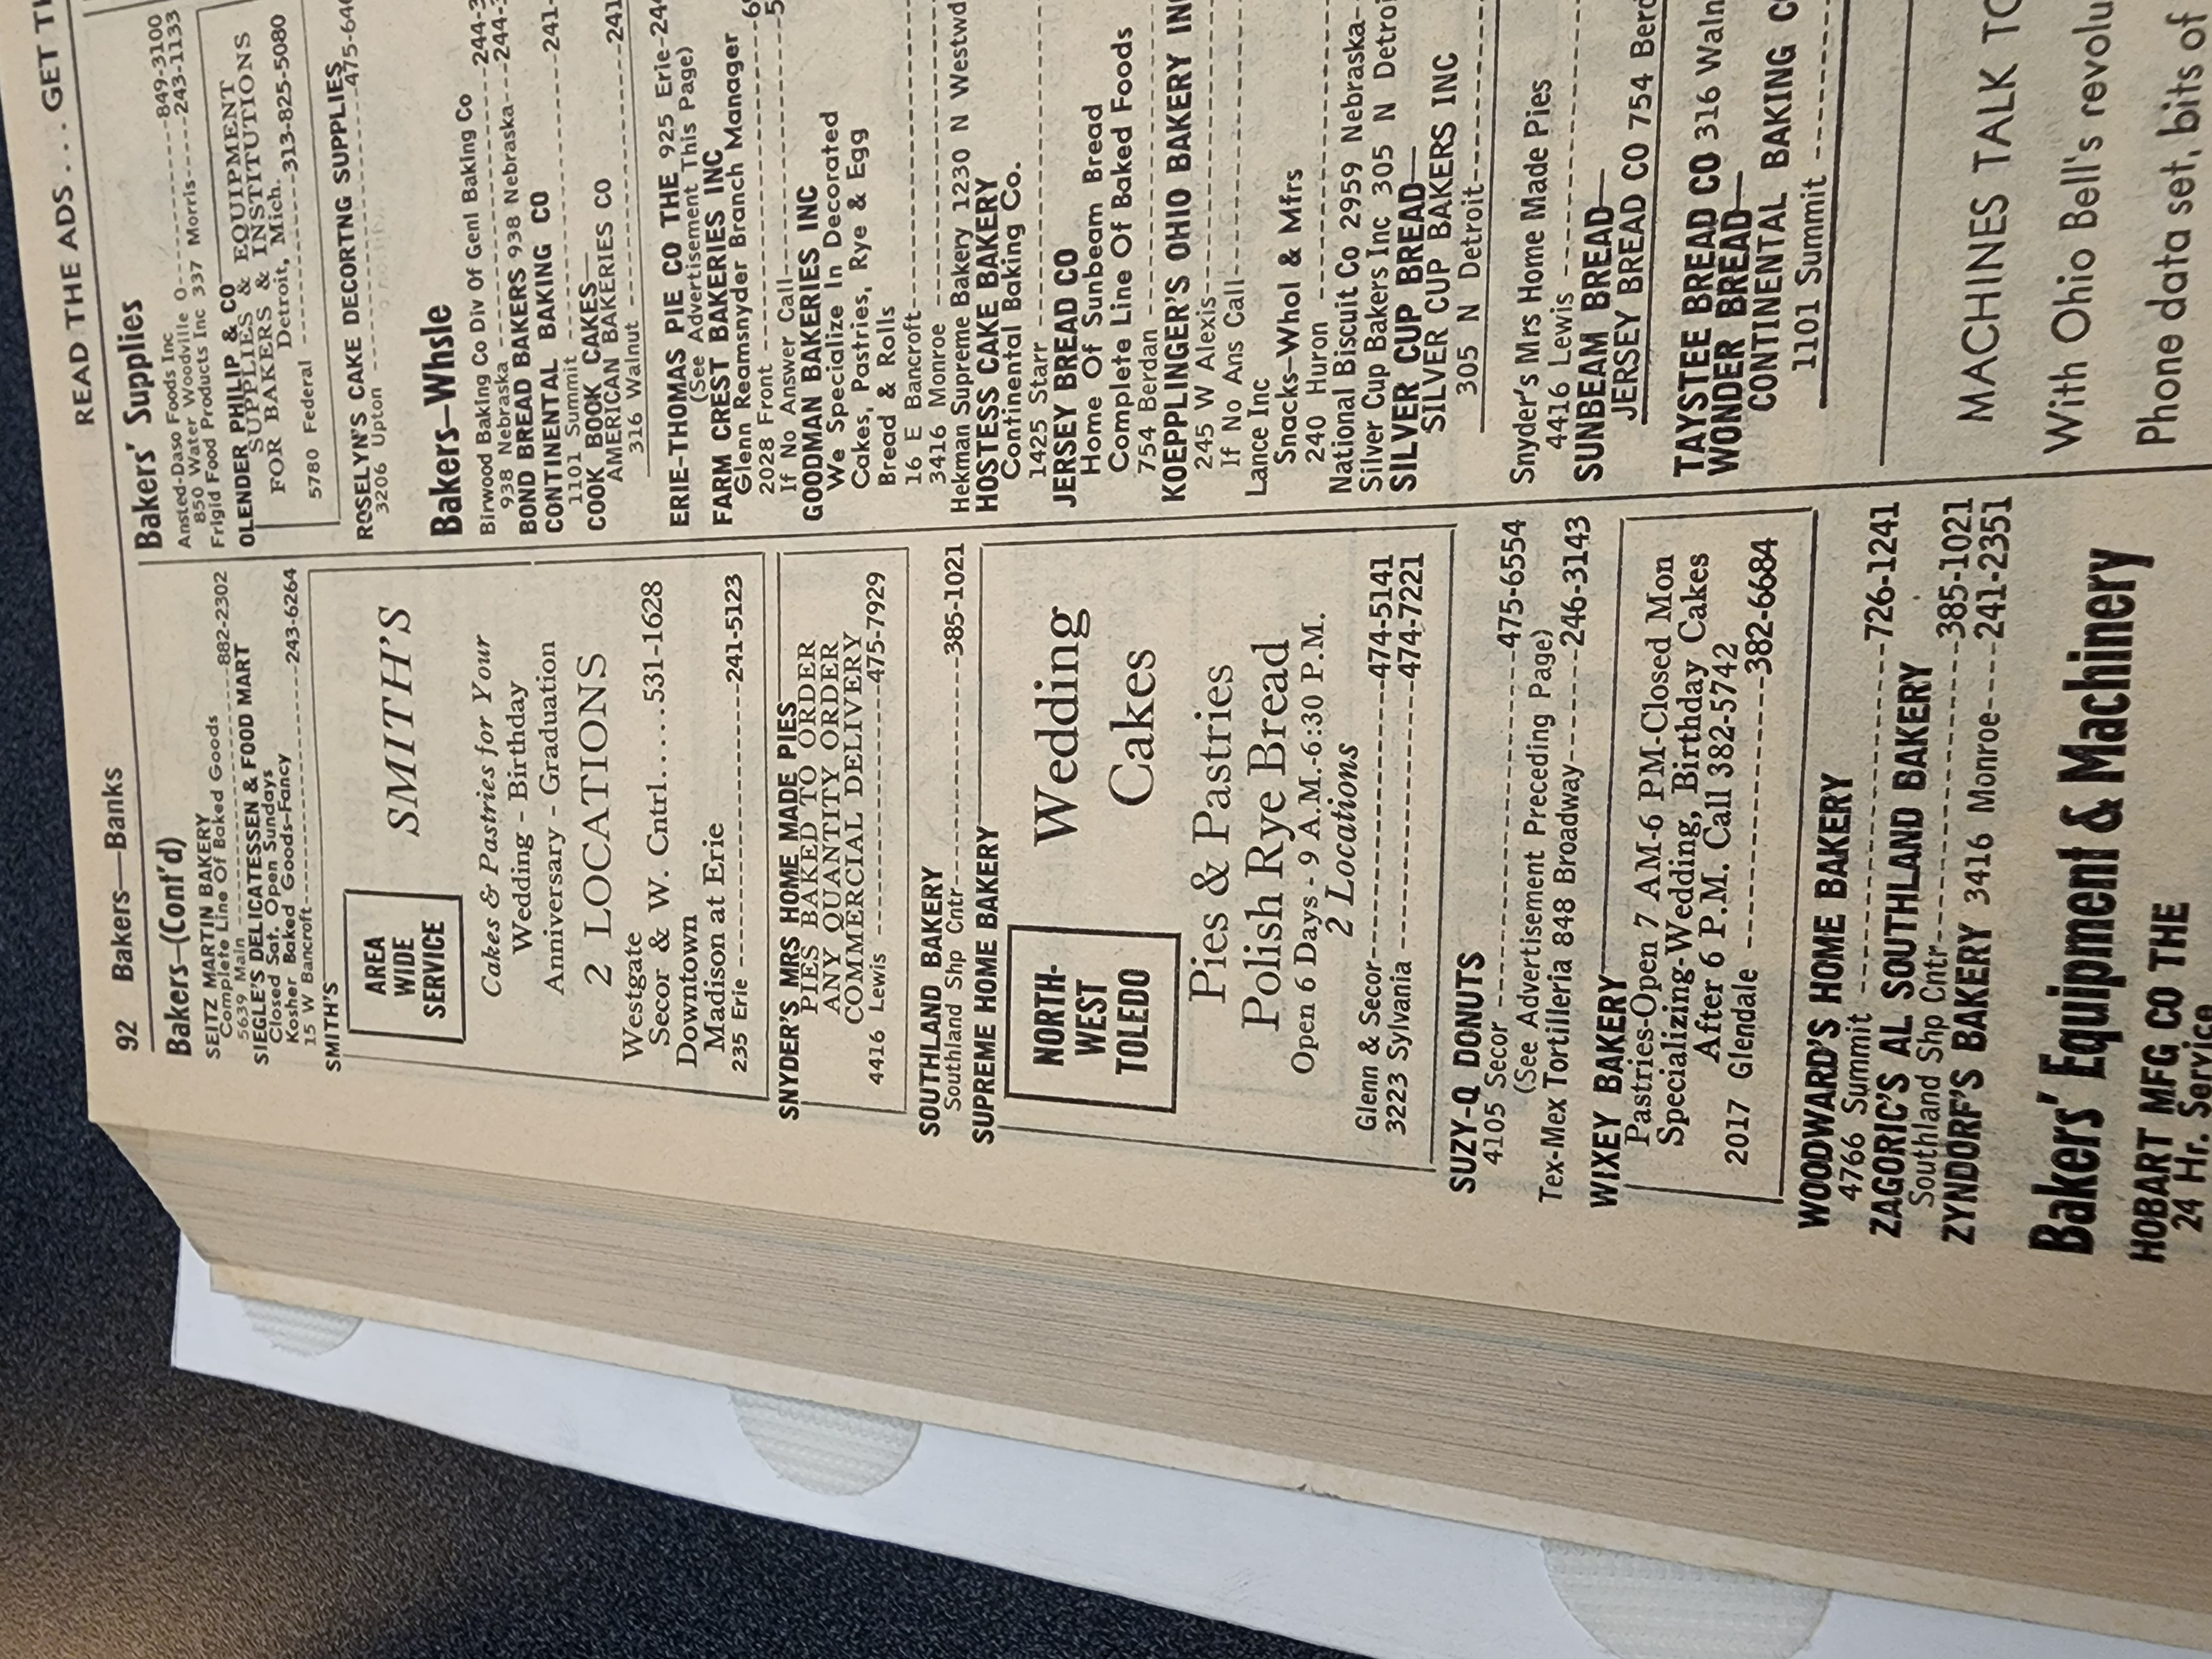 92 Bakers—Banks
READ THE ADS . . . GET
Bakers—(Cont'd)
SEITZ MARTIN BAKERY
Complete Line Of Baked Goods
5639 Main ----------------882-2302
SIEGLE'S DELICATESSEN & FOOD MART
Closed Sat. Open Sundays
Kosher Baked Goods-Fancy
15 W Bancroft----------------243-6264
SMITH'S
AREA
WIDE
SERVICE
SMITH'S
Cakes & Pastries for Your
Wedding - Birthday
Anniversary - Graduation
2 LOCATIONS
Westgate
Secor & W. Cntrl.....531-1628
Downtown
Madison at Erie
235 Erie ----------------241-5123
SNYDER'S MRS HOME MADE PIES
PIES BAKED TO ORDER
ANY QUANTITY ORDER
COMMERCIAL DELIVERY
4416 Lewis ----------------475-7929
SOUTHLAND BAKERY
Southland Shp Cntr----------------385-1021
SUPREME HOME BAKERY
NORTH-
WEST
TOLEDO
Wedding
Cakes
Pies & Pastries
Polish Rye Bread
Open 6 Days - 9 A.M.-6:30 P.M.
2 Locations
Glenn & Secor----------------474-5141
3223 Sylvania ----------------474-7221
SUZY-Q DONUTS
4105 Secor ----------------475-6554
(See Advertisement Preceding Page)
Tex-Mex Tortilleria 848 Broadway-------246-3143
WIXEY BAKERY
Pastries-Open 7 AM-6 PM-Closed Mon
Specializing-Wedding, Birthday Cakes
After 6 P.M. Call 382-5742
2017 Glendale ----------------382-6684
WOODWARD'S HOME BAKERY
4766 Summit ----------------726-1241
ZAGORIC'S AL SOUTHLAND BAKERY
Southland Shp Cntr----------------385-1021
ZYNDORF'S BAKERY 3416 Monroe----241-2351
Bakers' Equipment & Machinery
HOBART MFG CO THE
24 Hr. Service
Bakers' Supplies
Ansted-Daso Foods Inc
850 Water Woodville O----------849-3100
Frigid Food Products Inc 337 Morris-----243-1133
OLENDER PHILIP & CO
SUPPLIES & EQUIPMENT
FOR BAKERS & INSTITUTIONS
Detroit, Mich.
5780 Federal ----------------313-825-5080
ROSELYN'S CAKE DECORTNG SUPPLIES
3206 Upton ----------------475-64
Bakers—Whsle
Birwood Baking Co Div Of Genl Baking Co
938 Nebraska ----------------244-3
BOND BREAD BAKERS 938 Nebraska---244-
CONTINENTAL BAKING CO
1101 Summit ----------------241-
COOK BOOK CAKES—
AMERICAN BAKERIES CO
316 Walnut ----------------241
ERIE-THOMAS PIE CO THE 925 Erie-24
(See Advertisement This Page)
FARM CREST BAKERIES INC
Glenn Reamsnyder Branch Manager
2028 Front ----------------6
If No Answer Call----------------5
GOODMAN BAKERIES INC
We Specialize In Decorated
Cakes, Pastries, Rye & Egg
Bread & Rolls
16 E Bancroft----------------
3416 Monroe ----------------
Hekman Supreme Bakery 1230 N Westwd
HOSTESS CAKE BAKERY
Continental Baking Co.
1425 Starr ----------------
JERSEY BREAD CO
Home Of Sunbeam Bread
Complete Line Of Baked Foods
754 Berdan ----------------
KOEPPLINGER'S OHIO BAKERY IN
245 W Alexis----------------
If No Ans Call----------------
Lance Inc
Snacks—Whol & Mfrs
240 Huron ----------------
National Biscuit Co 2959 Nebraska--
Silver Cup Bakers Inc 305 N Detroi
SILVER CUP BREAD—
SILVER CUP BAKERS INC
305 N Detroit----------------
Snyder's Mrs Home Made Pies
4416 Lewis ----------------
SUNBEAM BREAD—
JERSEY BREAD CO 754 Berd
TAYSTEE BREAD CO 316 Waln
WONDER BREAD—
CONTINENTAL BAKING C
1101 Summit ----------------
MACHINES TALK TO
With Ohio Bell's revolu
Phone data set, bits of